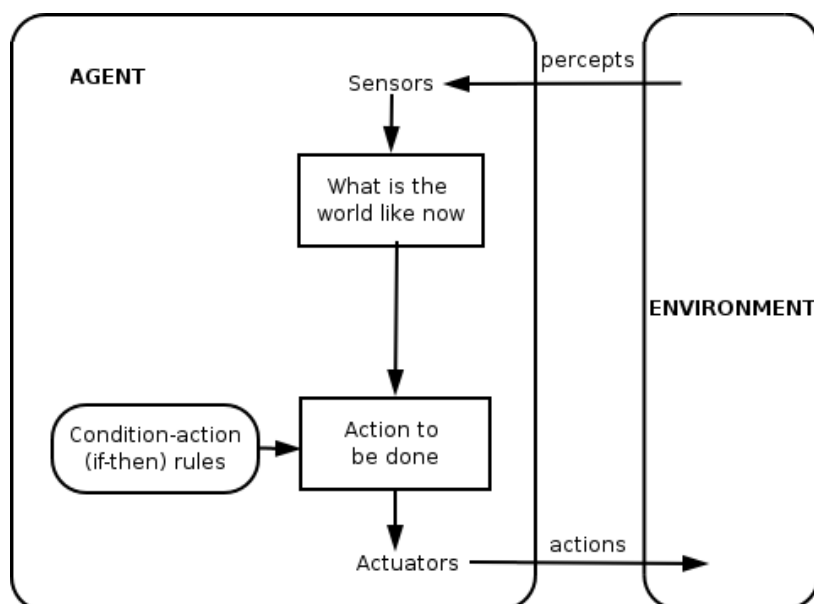 AGENT
percepts
Sensors
What is the
world like now
ENVIRONMENT
Condition-action
(if-then) rules
Action to
be done
Actuators
actions